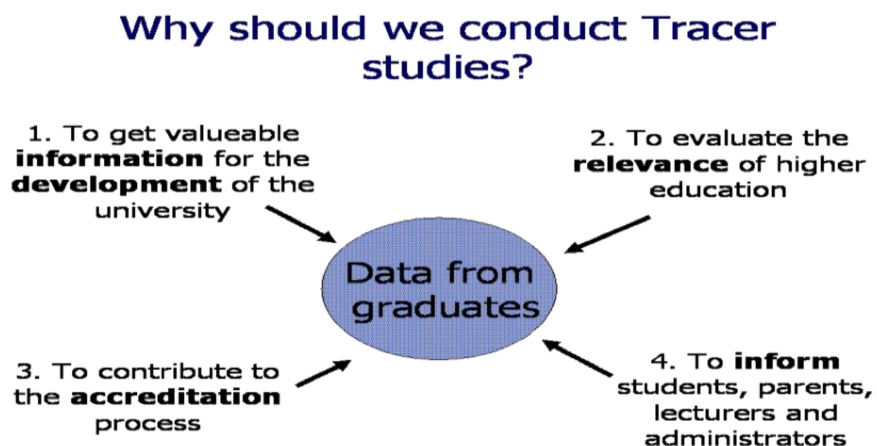 Why should we conduct Tracer
studies?
1. To get valueable
information for the
development of the
university
2. To evaluate the
relevance of higher
education
Data from
graduates
3. To contribute to
the accreditation
process
4. To inform
students, parents,
lecturers and
administrators